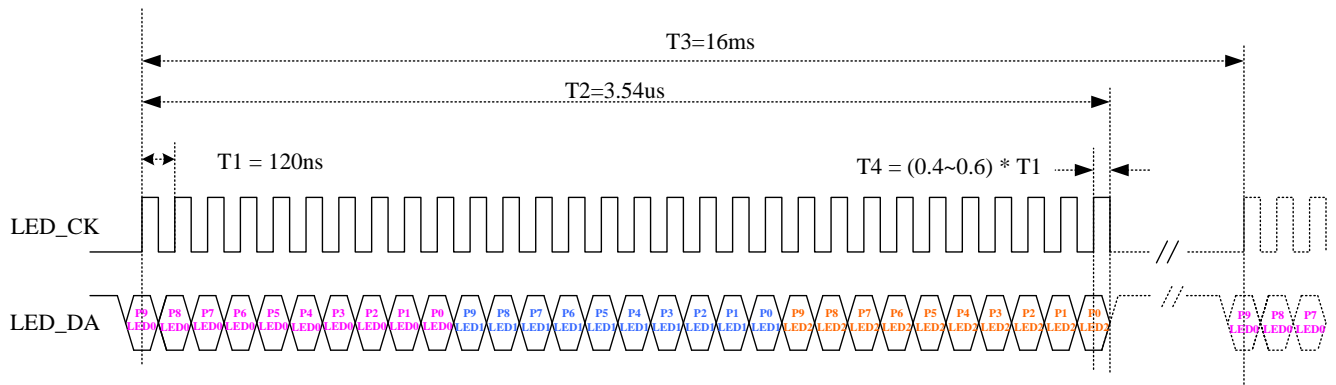 T3=16ms
T2=3.54us
T1 = 120ns
T4 = (0.4~0.6) * T1
LED_CK
//
LED_DA
//
P9 P8 P7 P6 P5 P4 P3 P2 P1 P0 P9 P8 P7 P6 P5 P4 P3 P2 P1 P0 P9 P8 P7 P6 P5 P4 P3 P2 P1 P0 P9 P8 P7
LED0 LED0 LED0 LED0 LED0 LED0 LED0 LED0 LED0 LED0 LED1 LED1 LED1 LED1 LED1 LED1 LED1 LED1 LED1 LED1 LED2 LED2 LED2 LED2 LED2 LED2 LED2 LED2 LED2 LED2 LED0 LED0 LED0